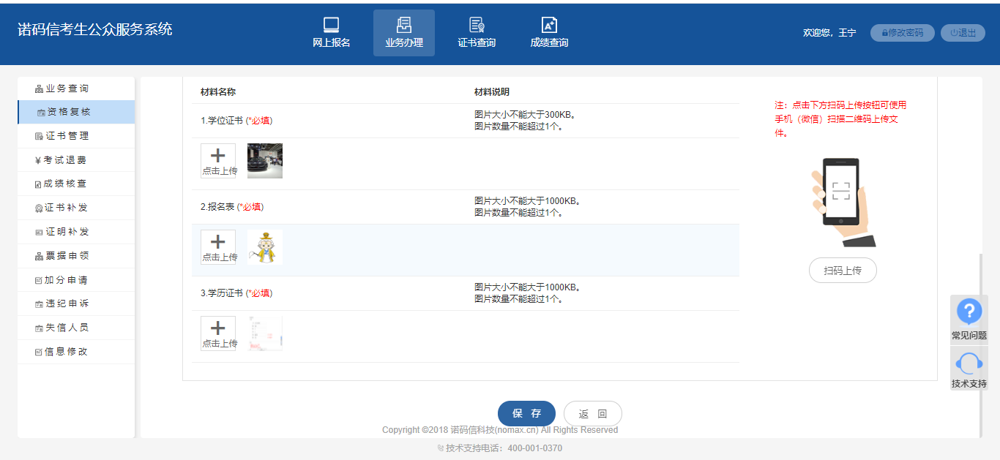 诺码信考生公众服务系统
网上报名
业务办理
证书查询
成绩查询
欢迎您，王宁
修改密码
退出
业务查询
资格复核
证书管理
¥考试退费
成绩核查
证书补发
证明补发
票据申领
加分申请
违纪申诉
失信人员
信息修改
材料名称 材料说明
1.学位证书 (*必填)
图片大小不能大于300KB。
图片数量不能超过1个。
点击上传
2.报名表 (*必填)
图片大小不能大于1000KB。
图片数量不能超过1个。
点击上传
3.学历证书 (*必填)
图片大小不能大于1000KB。
图片数量不能超过1个。
点击上传
注：点击下方扫码上传按钮可使用
手机（微信）扫描二维码上传文
件。
扫码上传
?
常见问题
技术支持
保 存
返 回
Copyright ©2018 诺码信科技(nomax.cn) All Rights Reserved
技术支持电话：400-001-0370